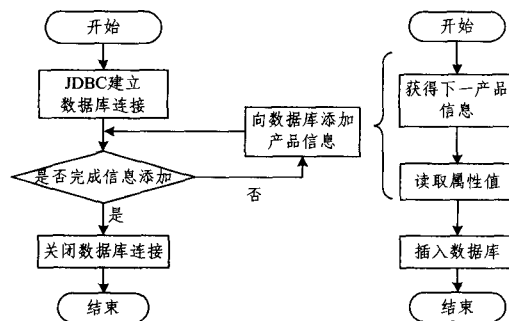 开始
JDBC建立
数据库连接
是否完成信息添加
否
是
关闭数据库连接
结束
向数据库添加
产品信息
开始
获得下一产品
信息
读取属性值
插入数据库
结束